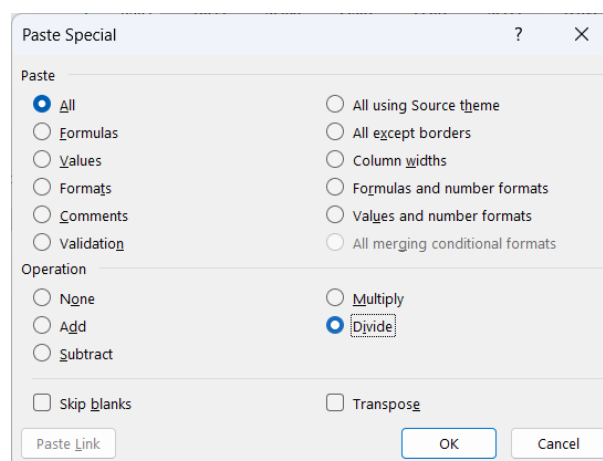 Paste Special ? ×
Paste
All All using Source theme
Formulas All except borders
Values Column widths
Formats Formulas and number formats
Comments Values and number formats
Validation All merging conditional formats
Operation
None Multiply
Add Divide
Subtract
Skip blanks Transpose
Paste Link OK Cancel